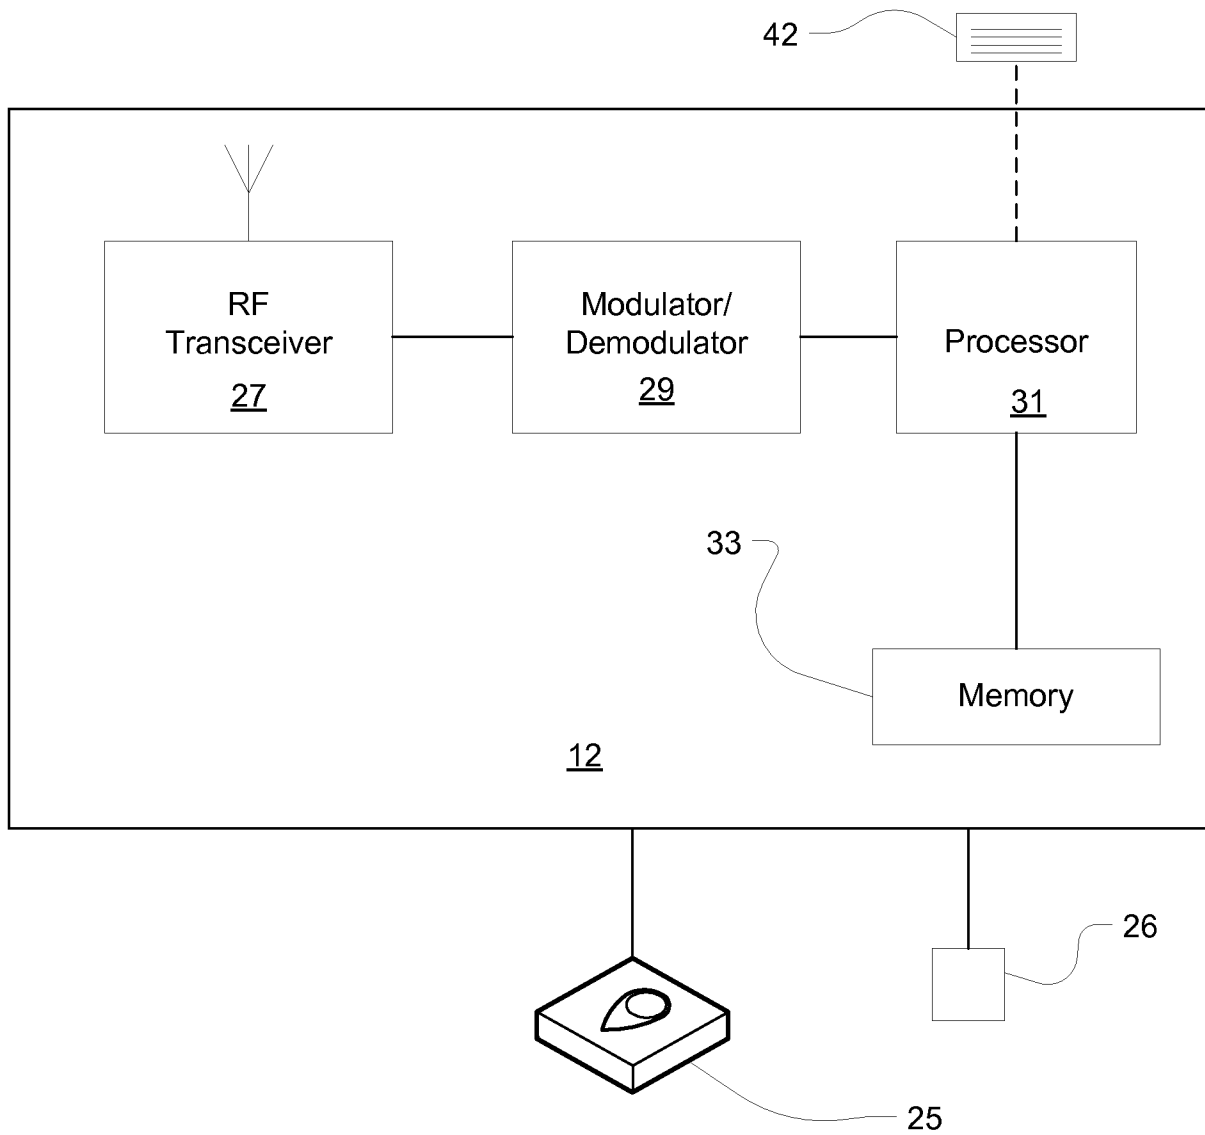 42
RF
Transceiver
27
Modulator/
Demodulator
29
Processor
31
33
Memory
12
26
25